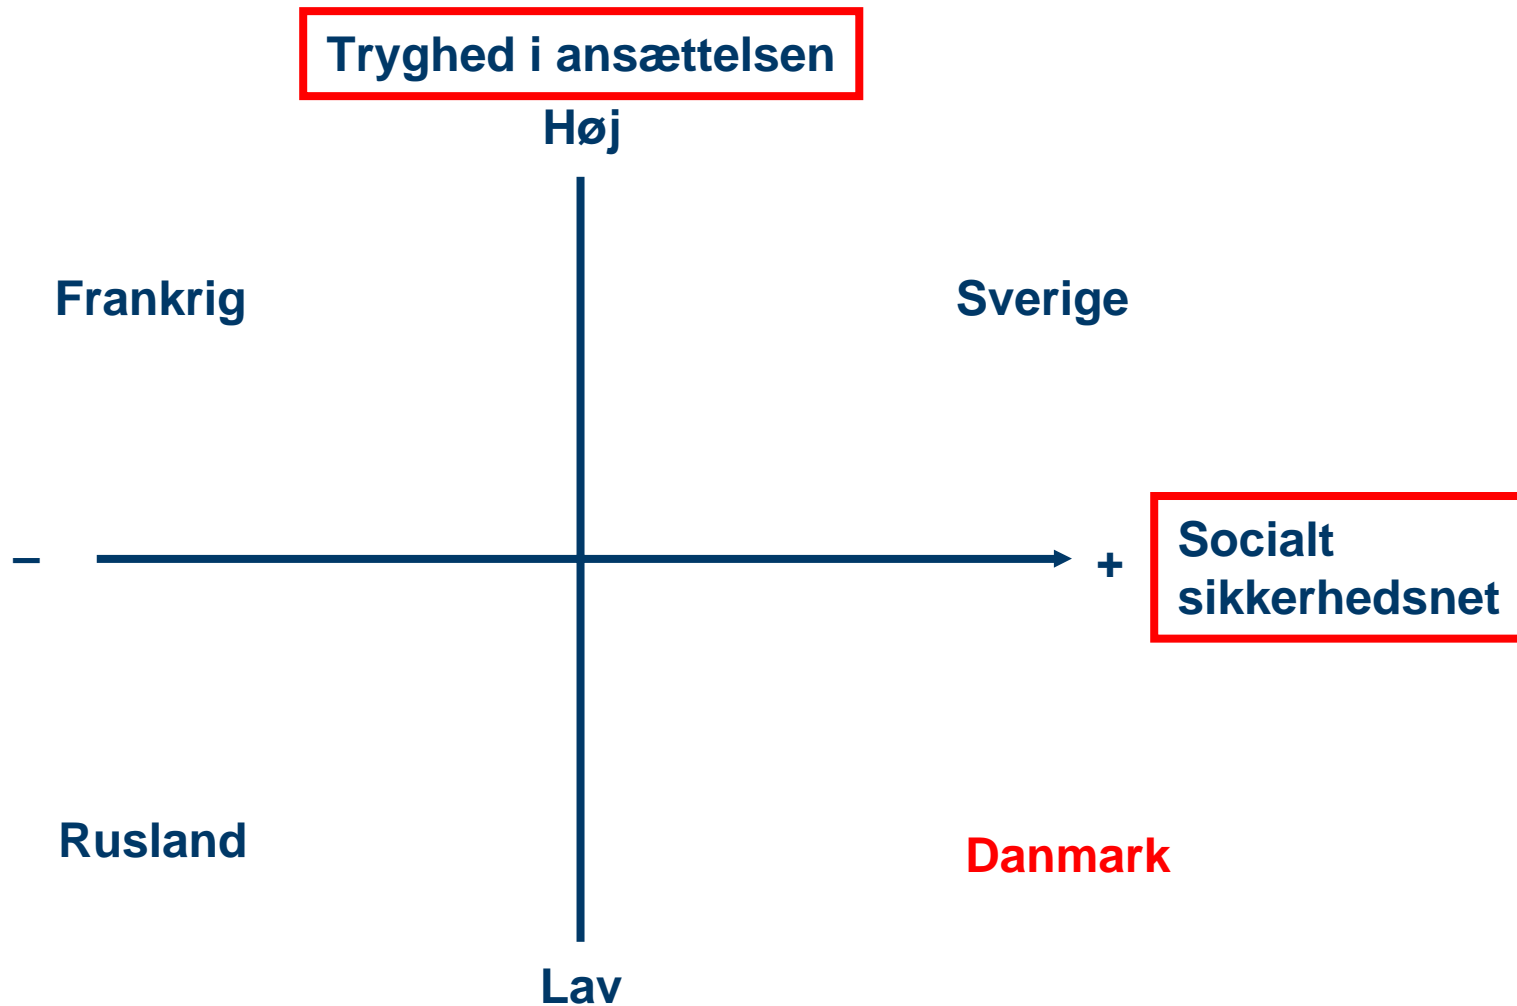 Tryghed i ansættelsen
Høj
Frankrig
Sverige
–
+
Socialt
sikkerhedsnet
Rusland
Danmark
Lav